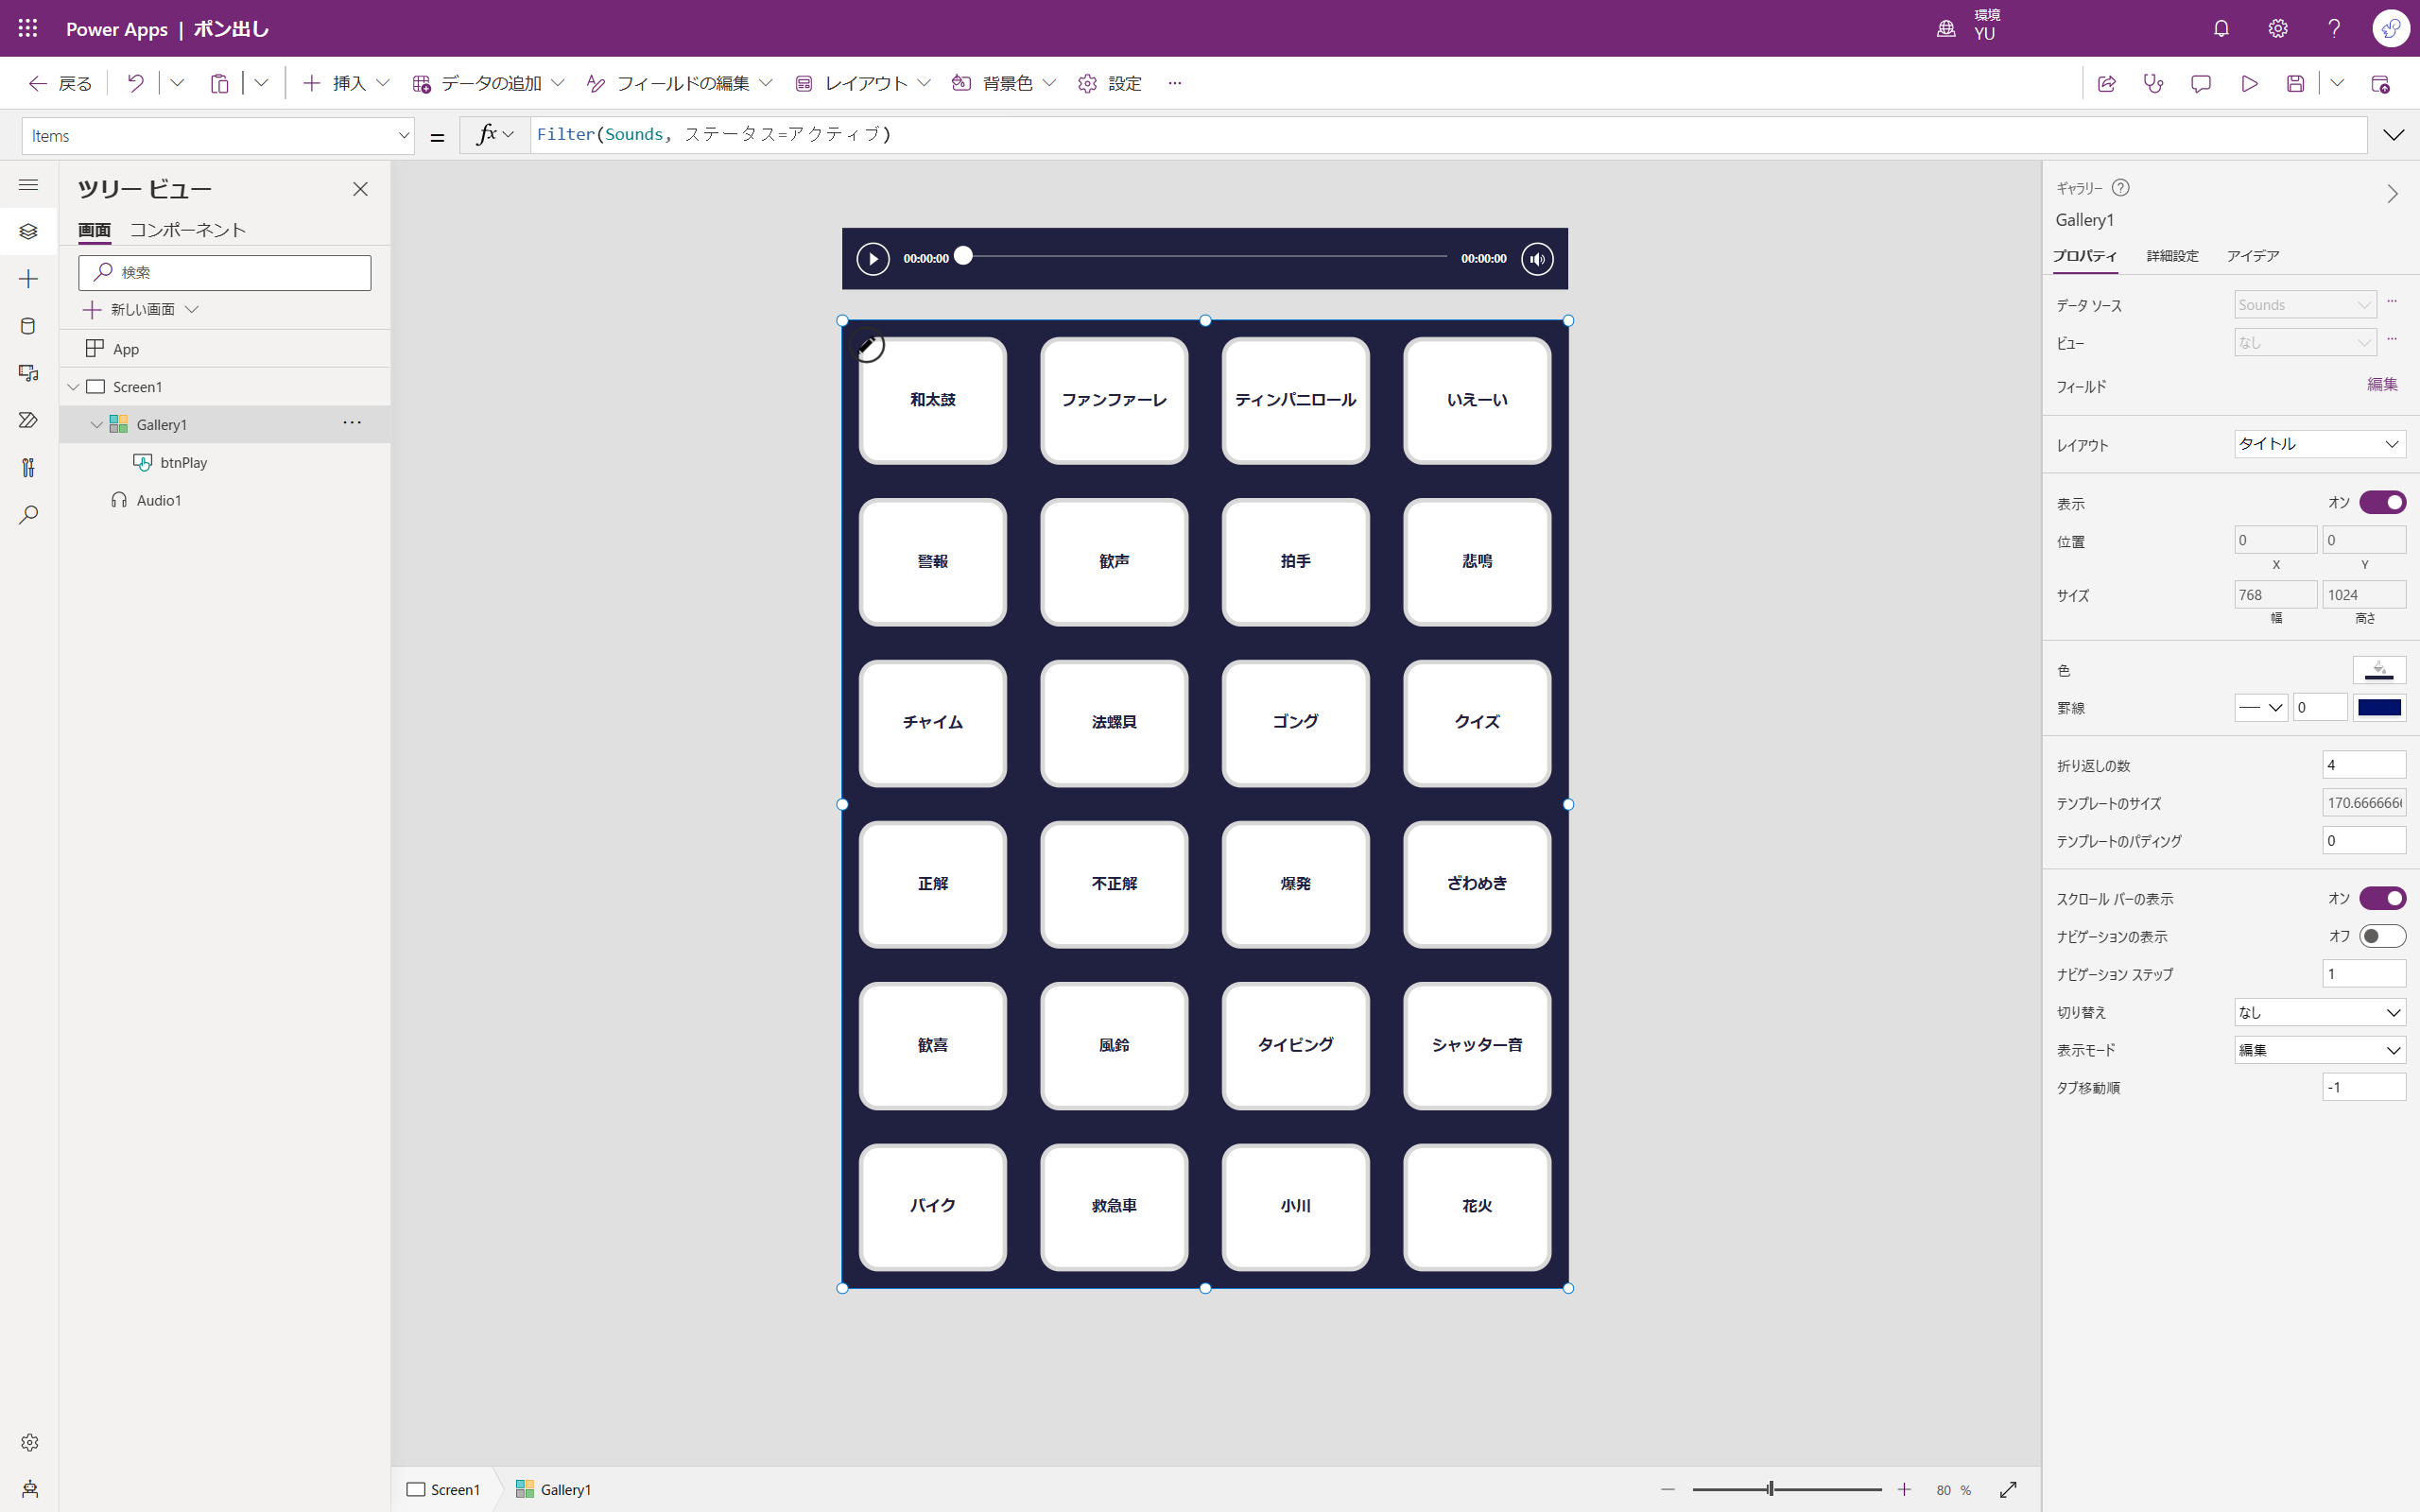 Power Apps | ポン出し
環境
YU
戻る
挿入
データの追加
フィールドの編集
レイアウト
背景色
設定
Items
=
fx
Filter(Sounds, ステータス=アクティブ)
ツリー ビュー
画面
コンポーネント
検索
新しい画面
App
Screen1
Gallery1
btnPlay
Audio1
00:00:00
00:00:00
和太鼓
ファンファーレ
ティンパニロール
いえーい
警報
歓声
拍手
悲鳴
チャイム
法螺貝
ゴング
クイズ
正解
不正解
爆発
ざわめき
歓喜
風鈴
タイピング
シャッター音
バイク
救急車
小川
花火
Screen1
Gallery1
80 %
ギャラリー
Gallery1
プロパティ
詳細設定
アイデア
データ ソース
Sounds
ビュー
なし
フィールド
編集
レイアウト
タイトル
表示
オン
位置
0
0
X
Y
サイズ
768
1024
幅
高さ
色
罫線
0
折り返しの数
4
テンプレートのサイズ
170.6666666
テンプレートのパディング
0
スクロール バーの表示
オン
ナビゲーションの表示
オフ
ナビゲーション ステップ
1
切り替え
なし
表示モード
編集
タブ移動順
-1